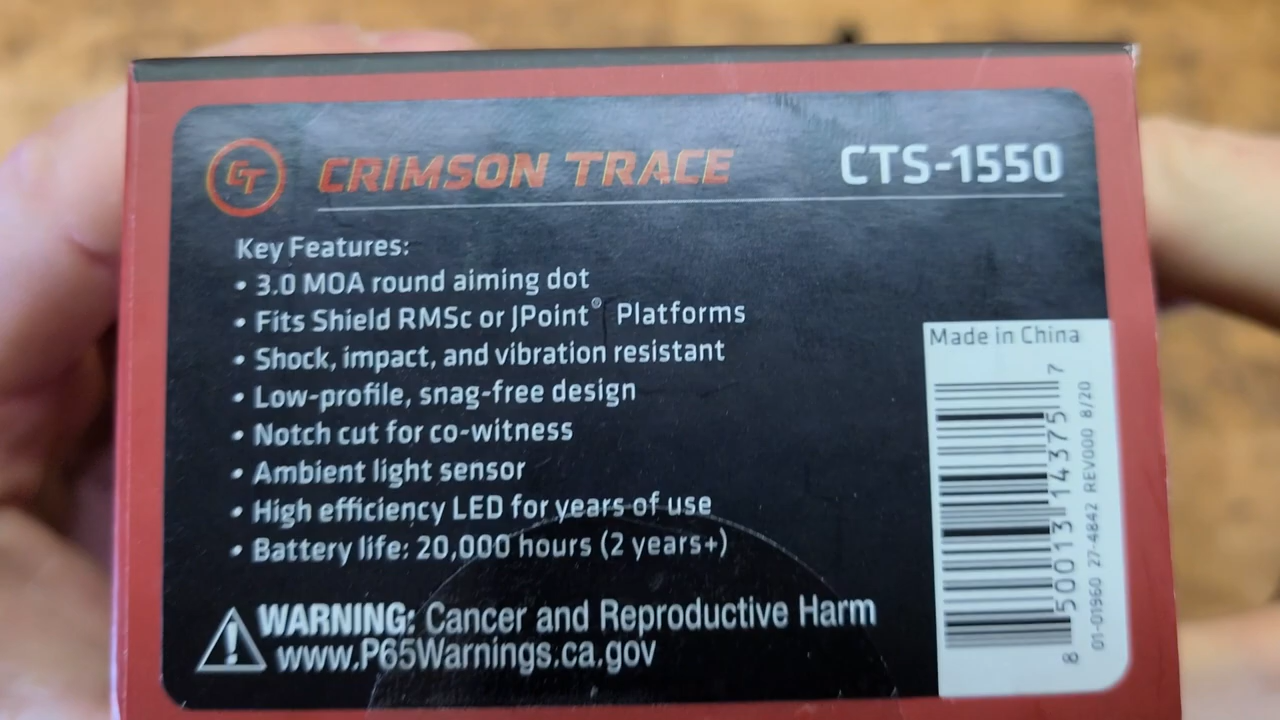 CT CRIMSON TRACE CTS-1550
Key Features:
• 3.0 MOA round aiming dot
• Fits Shield RMSc or JPoint® Platforms
• Shock, impact, and vibration resistant
• Low-profile, snag-free design
• Notch cut for co-witness
• Ambient light sensor
• High efficiency LED for years of use
• Battery life: 20,000 hours (2 years+)
WARNING: Cancer and Reproductive Harm
www.P65Warnings.ca.gov
Made in China
8 50013 14375 7
01-01960 27-4842 REV000 8/20